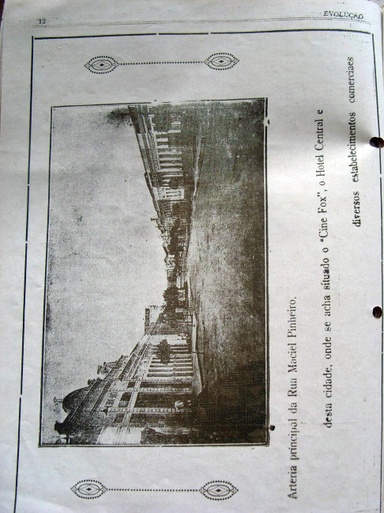 12
EVOLUÇÃO
Arteria principal da Rua Maciel Pinheiro,
desta cidade, onde se acha situado o "Cine Fox", o Hotel Central e
diversos estabelecimentos comerciaes